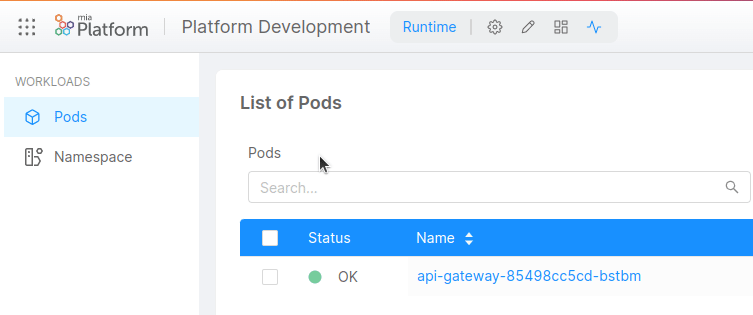 mia
Platform
Platform Development
Runtime
WORKLOADS
Pods
Namespace
List of Pods
Pods
Search...
Status
Name
OK
api-gateway-85498cc5cd-bstbm